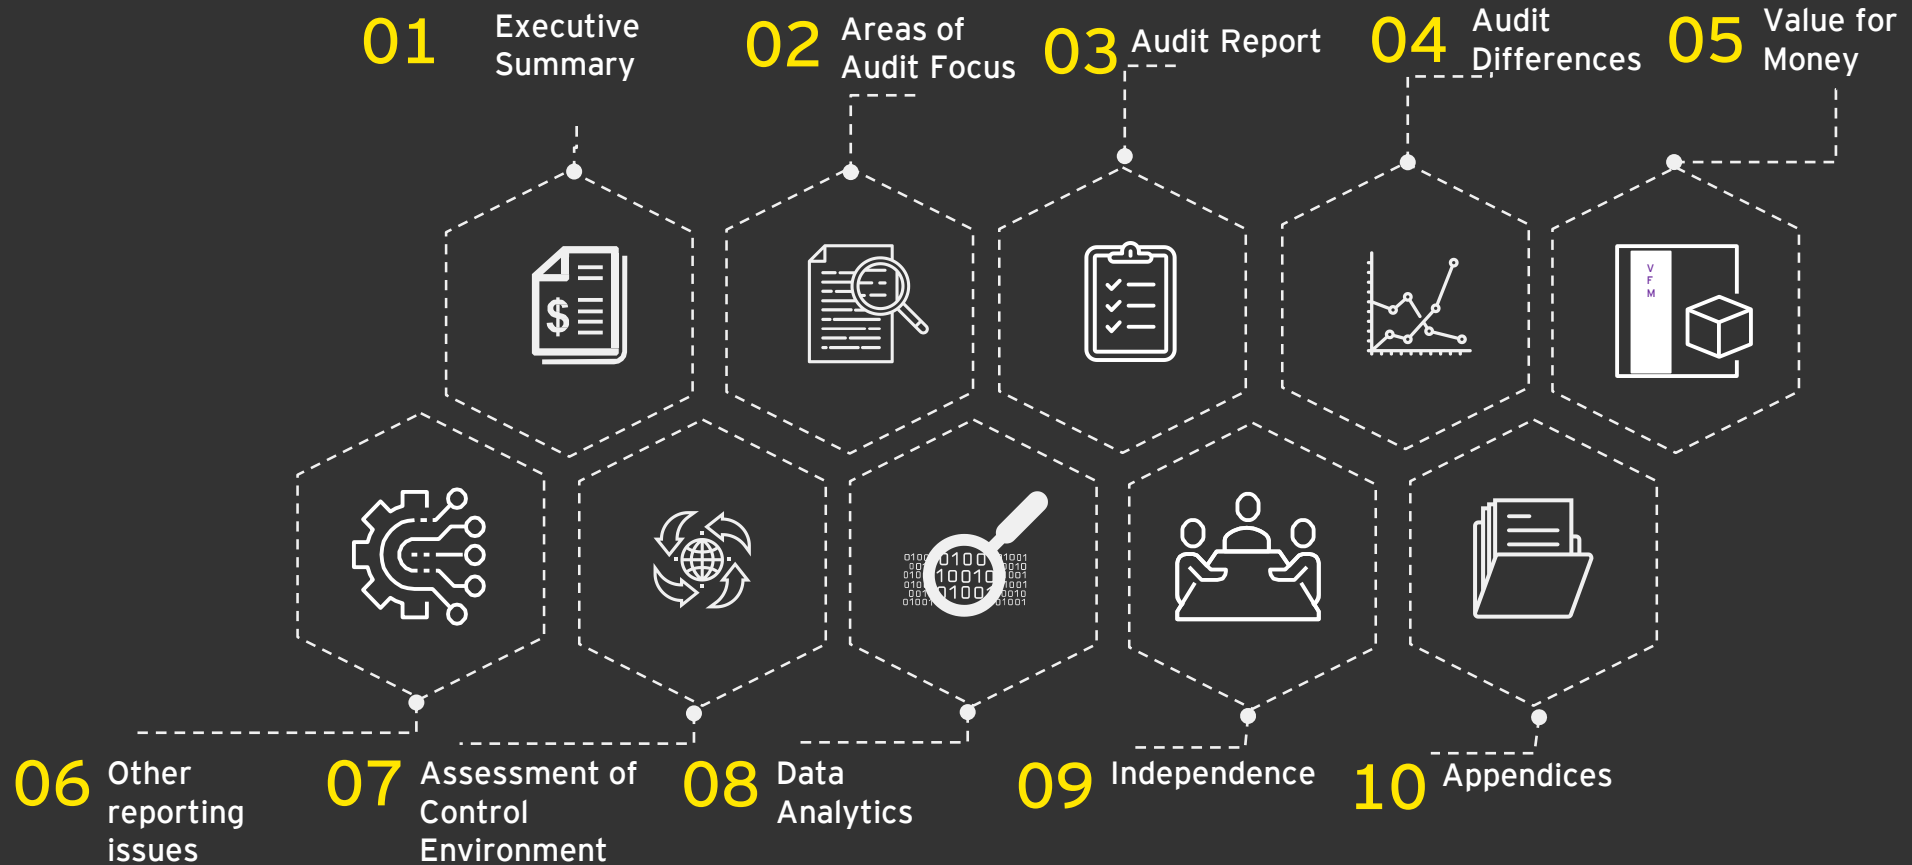 01 Executive
Summary
02 Areas of
Audit Focus
03 Audit Report
04 Audit
Differences
05 Value for
Money
$
V
F
M
06 Other
reporting
issues
07 Assessment of
Control
Environment
08 Data
Analytics
09 Independence
10 Appendices